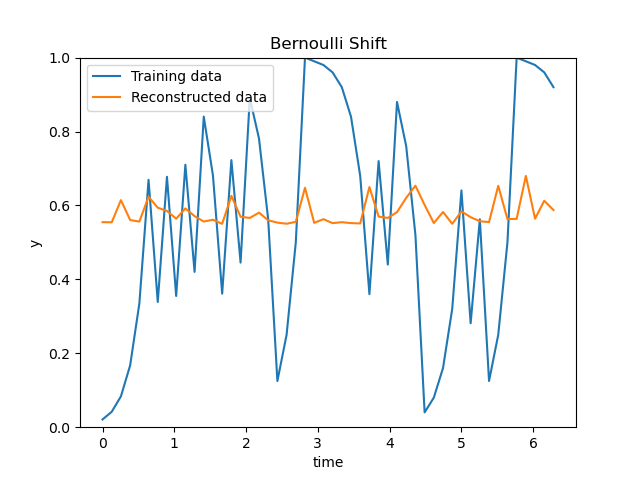 Bernoulli Shift
Training data
Reconstructed data
1.0
0.8
0.6
0.4
0.2
0.0
y
0 1 2 3 4 5 6
time